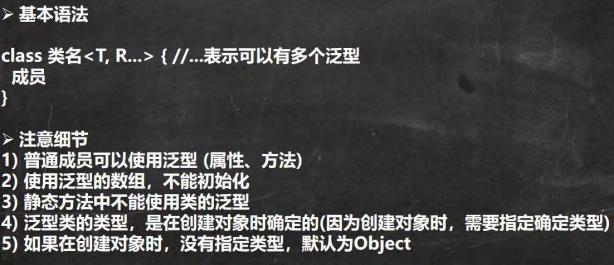 ➢ 基本语法
class 类名<T, R...> { //...表示可以有多个泛型
成员
}
➢ 注意细节
1) 普通成员可以使用泛型 (属性、方法)
2) 使用泛型的数组，不能初始化
3) 静态方法中不能使用类的泛型
4) 泛型类的类型，是在创建对象时确定的(因为创建对象时，需要指定确定类型)
5) 如果在创建对象时，没有指定类型，默认为Object